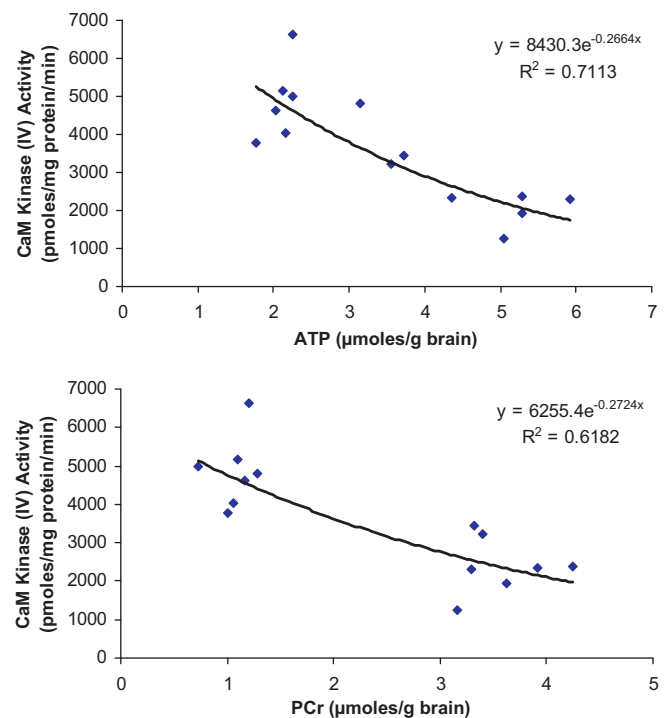 7000
6000
5000
4000
3000
2000
1000
0
CaM Kinase (IV) Activity
(pmoles/mg protein/min)
y = 8430.3e^-0.2664x
R² = 0.7113
0 1 2 3 4 5 6 7
ATP (µmoles/g brain)
7000
6000
5000
4000
3000
2000
1000
0
CaM Kinase (IV) Activity
(pmoles/mg protein/min)
y = 6255.4e^-0.2724x
R² = 0.6182
0 1 2 3 4 5
PCr (µmoles/g brain)